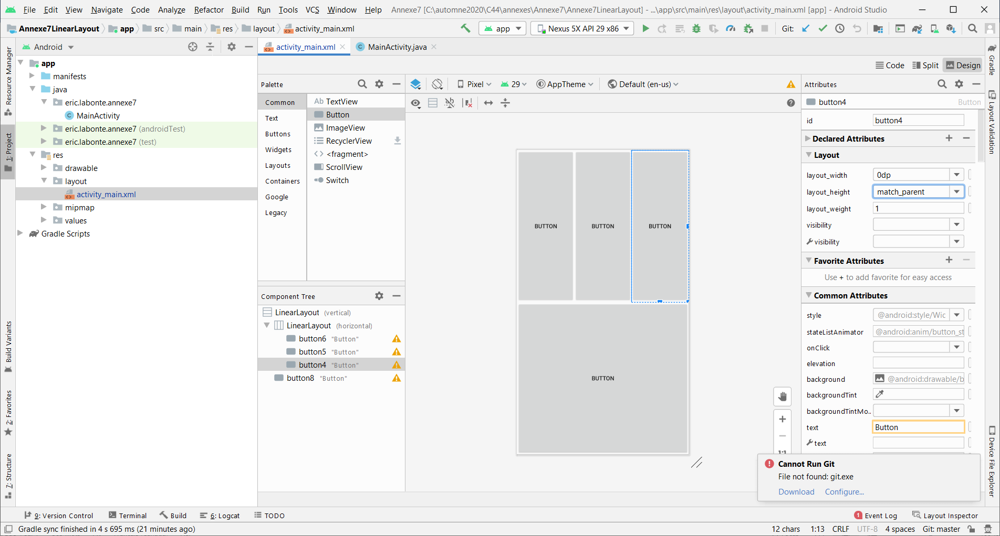 File Edit View Navigate Code Analyze Refactor Build Run Tools VCS Window Help Annexe7 [C:\automne2020\C44\annexes\Annexe7\Annexe7LinearLayout] - ...\app\src\main\res\layout\activity_main.xml [app] - Android Studio
Annexe7LinearLayout app src main res layout activity_main.xml app Nexus 5X API 29 x86 Git:
Android
activity_main.xml
MainActivity.java
Code Split Design
app
manifests
java
eric.labonte.annexe7
MainActivity
eric.labonte.annexe7 (androidTest)
eric.labonte.annexe7 (test)
res
drawable
layout
activity_main.xml
mipmap
values
Gradle Scripts
Resource Manager
1: Project
Build Variants
2: Favorites
7: Structure
Palette
Common
Text
Buttons
Widgets
Layouts
Containers
Google
Legacy
Ab TextView
Button
ImageView
RecyclerView
<fragment>
ScrollView
Switch
Component Tree
LinearLayout (vertical)
LinearLayout (horizontal)
button6 "Button"
button5 "Button"
button4 "Button"
button8 "Button"
Pixel 29 AppTheme Default (en-us)
BUTTON BUTTON BUTTON
BUTTON
1:1
Attributes
button4 Button
id button4
Declared Attributes
Layout
layout_width 0dp
layout_height match_parent
layout_weight 1
visibility
visibility
Favorite Attributes
Use + to add favorite for easy access
Common Attributes
style @android:style/Wic
stateListAnimator @android:anim/button_st
onClick
elevation
background @android:drawable/b
backgroundTint
backgroundTintMo..
text Button
text
Gradle
Layout Validation
Device File Explorer
Cannot Run Git
File not found: git.exe
Download Configure...
9: Version Control Terminal Build 6: Logcat TODO 1 Event Log Layout Inspector
Gradle sync finished in 4 s 695 ms (21 minutes ago) 12 chars 1:13 CRLF UTF-8 4 spaces Git: master